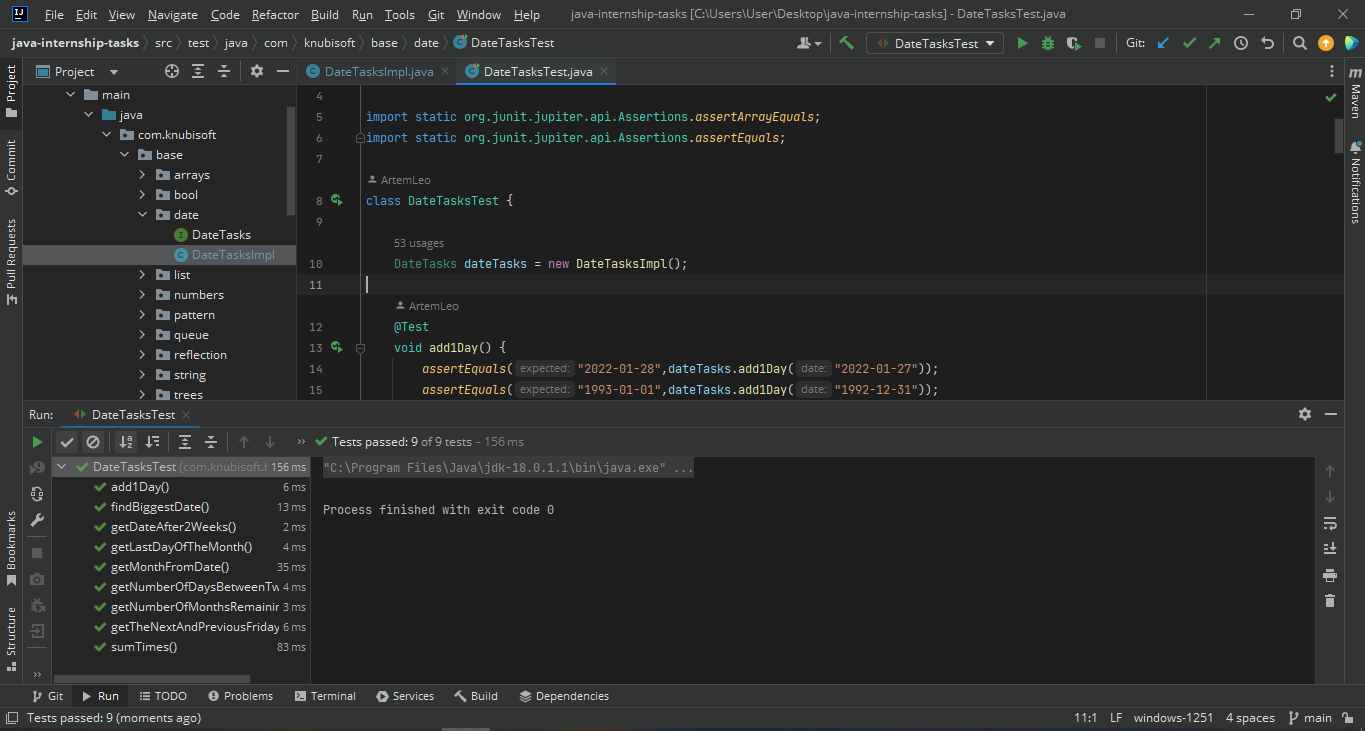 File Edit View Navigate Code Refactor Build Run Tools Git Window Help java-internship-tasks [C:\Users\User\Desktop\java-internship-tasks] - DateTasksTest.java
java-internship-tasks src test java com knubisoft base date DateTasksTest DateTasksTest Git:
Project DateTasksImpl.java DateTasksTest.java
Project
Commit
Pull Requests
Bookmarks
Structure
main
java
com.knubisoft
base
arrays
bool
date
DateTasks
DateTasksImpl
list
numbers
pattern
queue
reflection
string
trees
4
5 import static org.junit.jupiter.api.Assertions.assertArrayEquals;
6 import static org.junit.jupiter.api.Assertions.assertEquals;
7
ArtemLeo
8 class DateTasksTest {
9
53 usages
10 DateTasks dateTasks = new DateTasksImpl();
11
ArtemLeo
12 @Test
13 void add1Day() {
14 assertEquals( expected: "2022-01-28",dateTasks.add1Day( date: "2022-01-27"));
15 assertEquals( expected: "1993-01-01",dateTasks.add1Day( date: "1992-12-31"));
m
Maven
Notifications
Run: DateTasksTest
Tests passed: 9 of 9 tests – 156 ms
DateTasksTest (com.knubisoft.l 156 ms
add1Day() 6 ms
findBiggestDate() 13 ms
getDateAfter2Weeks() 2 ms
getLastDayOfTheMonth() 4 ms
getMonthFromDate() 35 ms
getNumberOfDaysBetweenTw 4 ms
getNumberOfMonthsRemainin 3 ms
getTheNextAndPreviousFriday 6 ms
sumTimes() 83 ms
"C:\Program Files\Java\jdk-18.0.1.1\bin\java.exe" ...
Process finished with exit code 0
Git Run TODO Problems Terminal Services Build Dependencies
Tests passed: 9 (moments ago) 11:1 LF windows-1251 4 spaces main